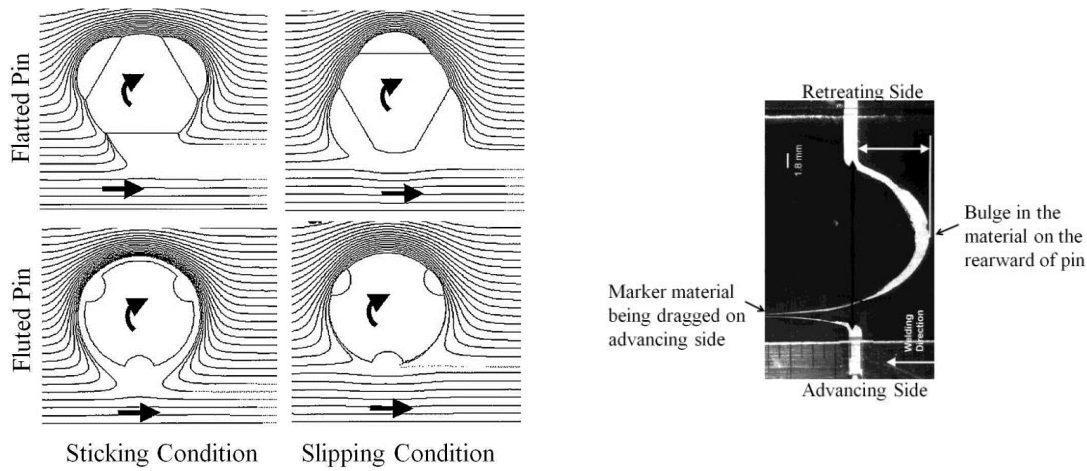 Flatted Pin
Fluted Pin
Sticking Condition
Slipping Condition
Retreating Side
1.8 mm
Bulge in the
material on the
rearward of pin
Marker material
being dragged on
advancing side
Welding
Direction
Advancing Side